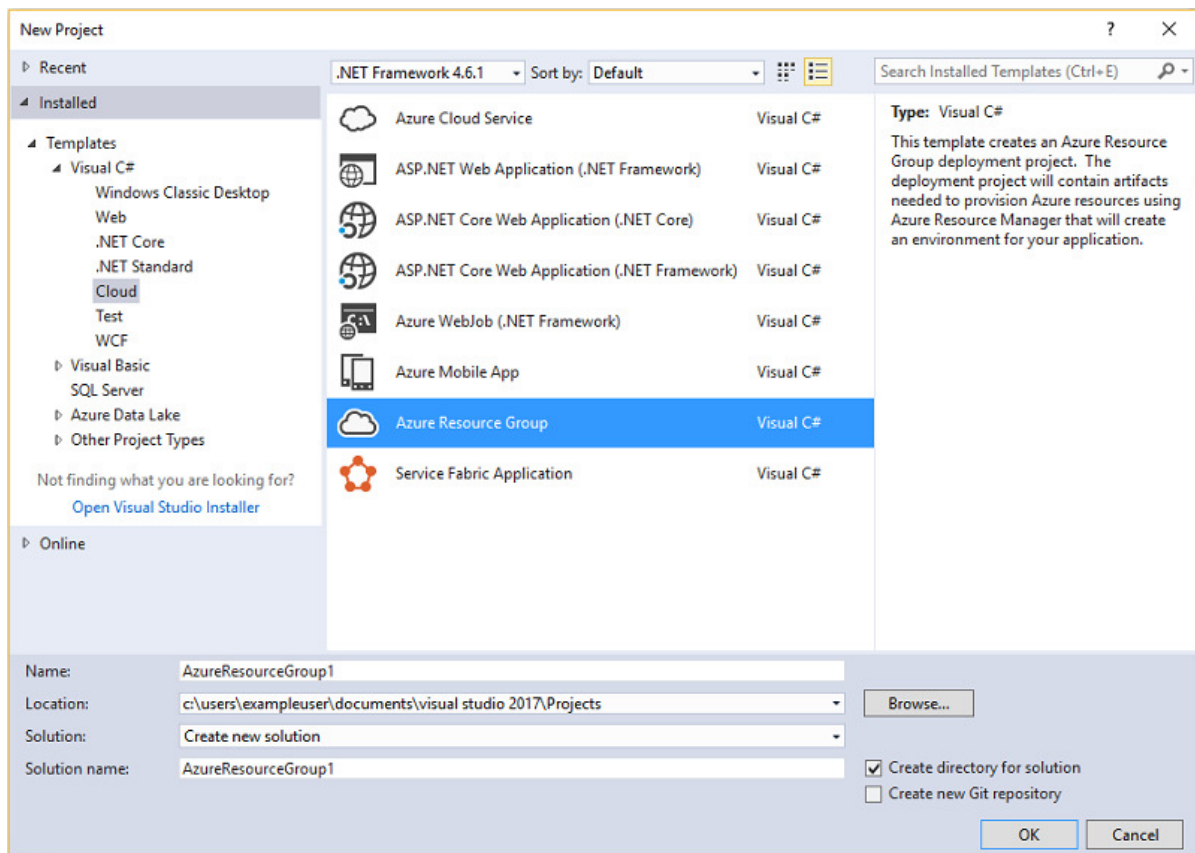 New Project
?
Recent
Installed
Templates
Visual C#
Windows Classic Desktop
Web
.NET Core
.NET Standard
Cloud
Test
WCF
Visual Basic
SQL Server
Azure Data Lake
Other Project Types
Not finding what you are looking for?
Open Visual Studio Installer
Online
.NET Framework 4.6.1 Sort by: Default
Azure Cloud Service Visual C#
ASP.NET Web Application (.NET Framework) Visual C#
ASP.NET Core Web Application (.NET Core) Visual C#
ASP.NET Core Web Application (.NET Framework) Visual C#
Azure WebJob (.NET Framework) Visual C#
Azure Mobile App Visual C#
Azure Resource Group Visual C#
Service Fabric Application Visual C#
Search Installed Templates (Ctrl+E)
Type: Visual C#
This template creates an Azure Resource
Group deployment project. The
deployment project will contain artifacts
needed to provision Azure resources using
Azure Resource Manager that will create
an environment for your application.
Name: AzureResourceGroup1
Location: c:\users\exampleuser\documents\visual studio 2017\Projects Browse...
Solution: Create new solution
Solution name: AzureResourceGroup1
Create directory for solution
Create new Git repository
OK Cancel